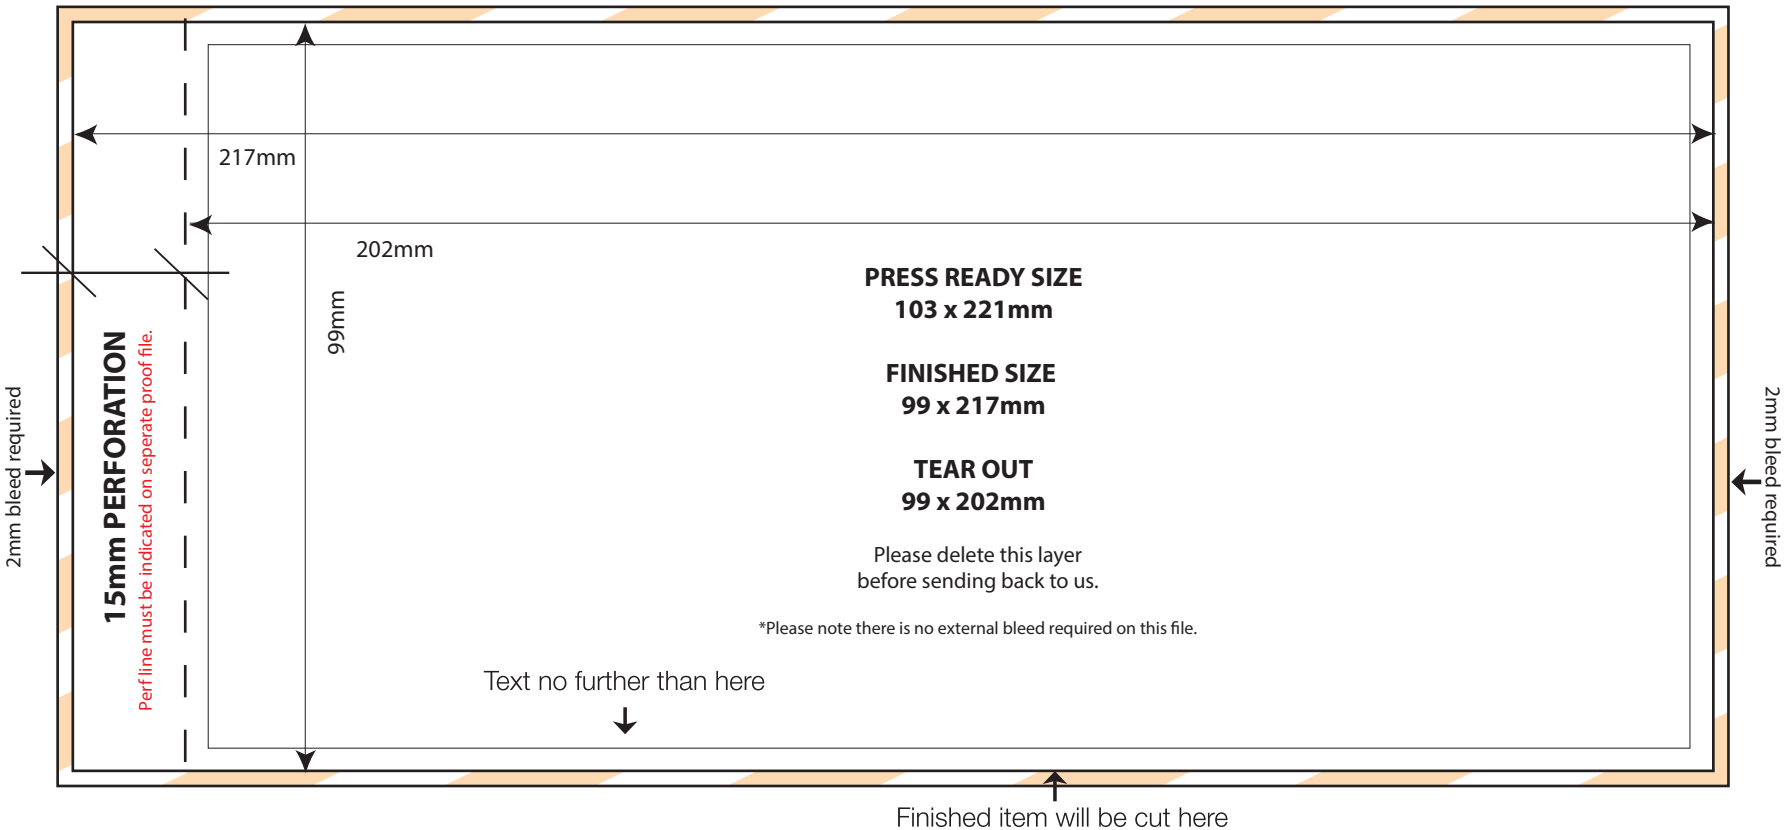 217mm
202mm
99mm
PRESS READY SIZE
103 x 221mm
FINISHED SIZE
99 x 217mm
TEAR OUT
99 x 202mm
Please delete this layer
before sending back to us.
*Please note there is no external bleed required on this file.
15mm PERFORATION
Perf line must be indicated on seperate proof file.
2mm bleed required
2mm bleed required
Text no further than here
Finished item will be cut here